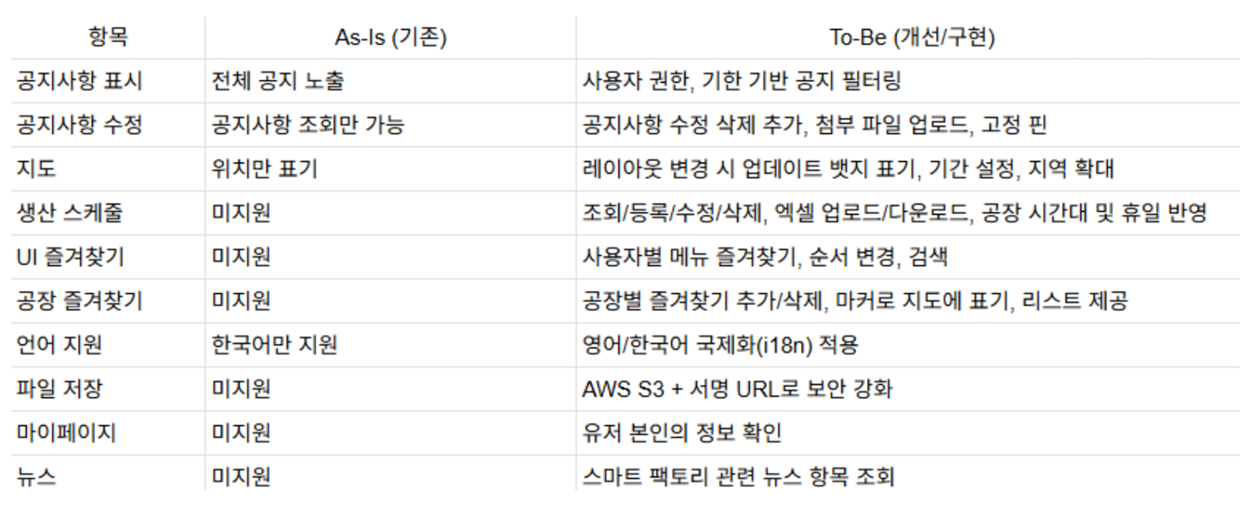 항목 As-Is (기존) To-Be (개선/구현)
공지사항 표시 전체 공지 노출 사용자 권한, 기한 기반 공지 필터링
공지사항 수정 공지사항 조회만 가능 공지사항 수정 삭제 추가, 첨부 파일 업로드, 고정 핀
지도 위치만 표기 레이아웃 변경 시 업데이트 뱃지 표기, 기간 설정, 지역 확대
생산 스케줄 미지원 조회/등록/수정/삭제, 엑셀 업로드/다운로드, 공장 시간대 및 휴일 반영
UI 즐겨찾기 미지원 사용자별 메뉴 즐겨찾기, 순서 변경, 검색
공장 즐겨찾기 미지원 공장별 즐겨찾기 추가/삭제, 마커로 지도에 표기, 리스트 제공
언어 지원 한국어만 지원 영어/한국어 국제화(i18n) 적용
파일 저장 미지원 AWS S3 + 서명 URL로 보안 강화
마이페이지 미지원 유저 본인의 정보 확인
뉴스 미지원 스마트 팩토리 관련 뉴스 항목 조회